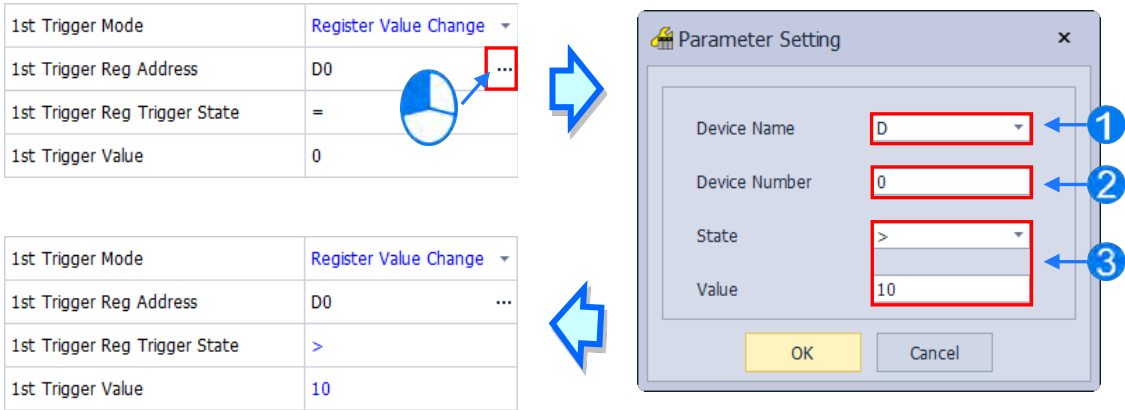 1st Trigger Mode Register Value Change
1st Trigger Reg Address D0 ...
1st Trigger Reg Trigger State =
1st Trigger Value 0
Parameter Setting ×
Device Name D 1
Device Number 0 2
State >
3
Value 10
OK Cancel
1st Trigger Mode Register Value Change
1st Trigger Reg Address D0 ...
1st Trigger Reg Trigger State >
1st Trigger Value 10